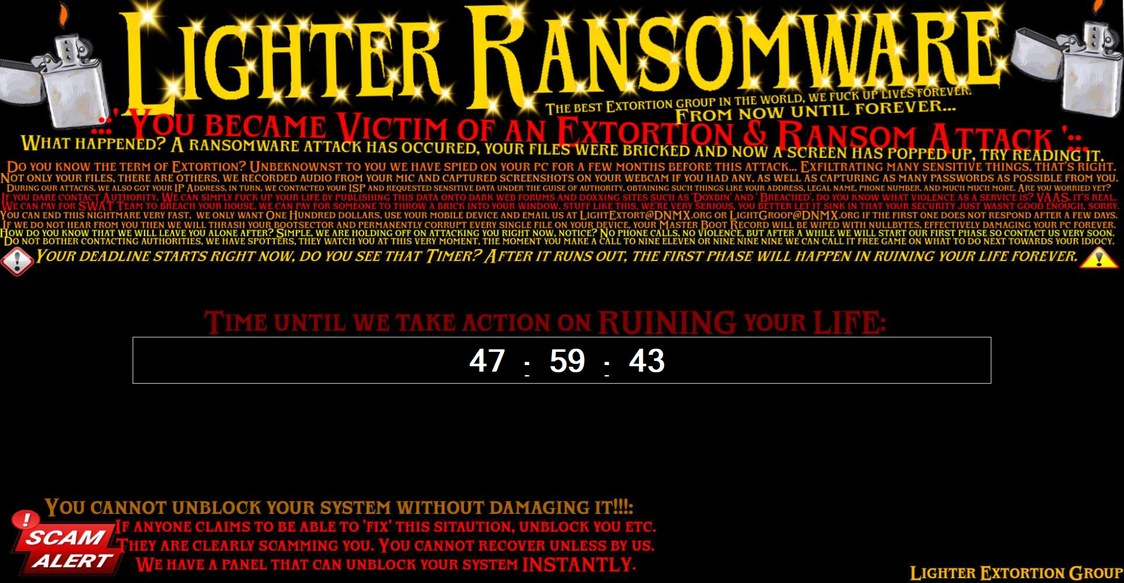 LIGHTER RANSOMWARE
THE BEST EXTORTION GROUP IN THE WORLD, WE FUCK UP LIVES FOREVER.
FROM NOW UNTIL FOREVER...
.::' YOU BECAME VICTIM OF AN EXTORTION & RANSOM ATTACK '::.
WHAT HAPPENED? A RANSOMWARE ATTACK HAS OCCURED, YOUR FILES WERE BRICKED AND NOW A SCREEN HAS POPPED UP, TRY READING IT.
DO YOU KNOW THE TERM OF EXTORTION? UNBEKNOWNST TO YOU WE HAVE SPIED ON YOUR PC FOR A FEW MONTHS BEFORE THIS ATTACK... EXFILTRATING MANY SENSITIVE THINGS, THAT'S RIGHT.
NOT ONLY YOUR FILES, THERE ARE OTHERS, WE RECORDED AUDIO FROM YOUR MIC AND CAPTURED SCREENSHOTS ON YOUR WEBCAM IF YOU HAD ANY, AS WELL AS CAPTURING AS MANY PASSWORDS AS POSSIBLE FROM YOU.
DURING OUR ATTACKS, WE ALSO GOT YOUR IP ADDRESS, IN TURN, WE CONTACTED YOUR ISP AND REQUESTED SENSITIVE DATA UNDER THE GUISE OF AUTHORITY, OBTAINING SUCH THINGS LIKE YOUR ADDRESS, LEGAL NAME, PHONE NUMBER, AND MUCH MUCH MORE. ARE YOU WORRIED YET?
IF YOU DARE CONTACT AUTHORITY, WE CAN SIMPLY FUCK UP YOUR LIFE BY PUBLISHING THIS DATA ONTO DARK WEB FORUMS AND DOXXING SITES SUCH AS 'DOXBIN' AND 'BREACHED', DO YOU KNOW WHAT VIOLENCE AS A SERVICE IS? VAAS, IT'S REAL.
WE CAN PAY FOR SWAT TEAM TO BREACH YOUR HOUSE, WE CAN PAY FOR SOMEONE TO THROW A BRICK INTO YOUR WINDOW, STUFF LIKE THIS, WE'RE VERY SERIOUS, YOU BETTER LET IT SINK IN THAT YOUR SECURITY JUST WASNT GOOD ENOUGH, SORRY.
YOU CAN END THIS NIGHTMARE VERY FAST. WE ONLY WANT ONE HUNDRED DOLLARS, USE YOUR MOBILE DEVICE AND EMAIL US AT LIGHTEXTORT@DNMX.ORG OR LIGHTGROOP@DNMX.ORG IF THE FIRST ONE DOES NOT RESPOND AFTER A FEW DAYS.
IF WE DO NOT HEAR FROM YOU THEN WE WILL THRASH YOUR BOOTSECTOR AND PERMANENTLY CORRUPT EVERY SINGLE FILE ON YOUR DEVICE, YOUR MASTER BOOT RECORD WILL BE WIPED WITH NULLBYTES, EFFECTIVELY DAMAGING YOUR PC FOREVER.
HOW DO YOU KNOW THAT WE WILL LEAVE YOU ALONE AFTER? SIMPLE, WE ARE HOLDING OFF ON ATTACKING YOU RIGHT NOW, NOTICE? NO PHONE CALLS, NO VIOLENCE, BUT AFTER A WHILE WE WILL START OUR FIRST PHASE SO CONTACT US VERY SOON.
DO NOT BOTHER CONTACTING AUTHORITIES, WE HAVE SPOTTERS, THEY WATCH YOU AT THIS VERY MOMENT, THE MOMENT YOU MAKE A CALL TO NINE ELEVEN OR NINE NINE NINE WE CAN CALL IT FREE GAME ON WHAT TO DO NEXT TOWARDS YOUR IDIOCY.
YOUR DEADLINE STARTS RIGHT NOW, DO YOU SEE THAT TIMER? AFTER IT RUNS OUT, THE FIRST PHASE WILL HAPPEN IN RUINING YOUR LIFE FOREVER.
TIME UNTIL WE TAKE ACTION ON RUINING YOUR LIFE:
47 : 59 : 43
YOU CANNOT UNBLOCK YOUR SYSTEM WITHOUT DAMAGING IT!!!:
IF ANYONE CLAIMS TO BE ABLE TO 'FIX' THIS SITAUTION, UNBLOCK YOU ETC.
THEY ARE CLEARLY SCAMMING YOU. YOU CANNOT RECOVER UNLESS BY US.
WE HAVE A PANEL THAT CAN UNBLOCK YOUR SYSTEM INSTANTLY.
!
SCAM
ALERT
LIGHTER EXTORTION GROUP